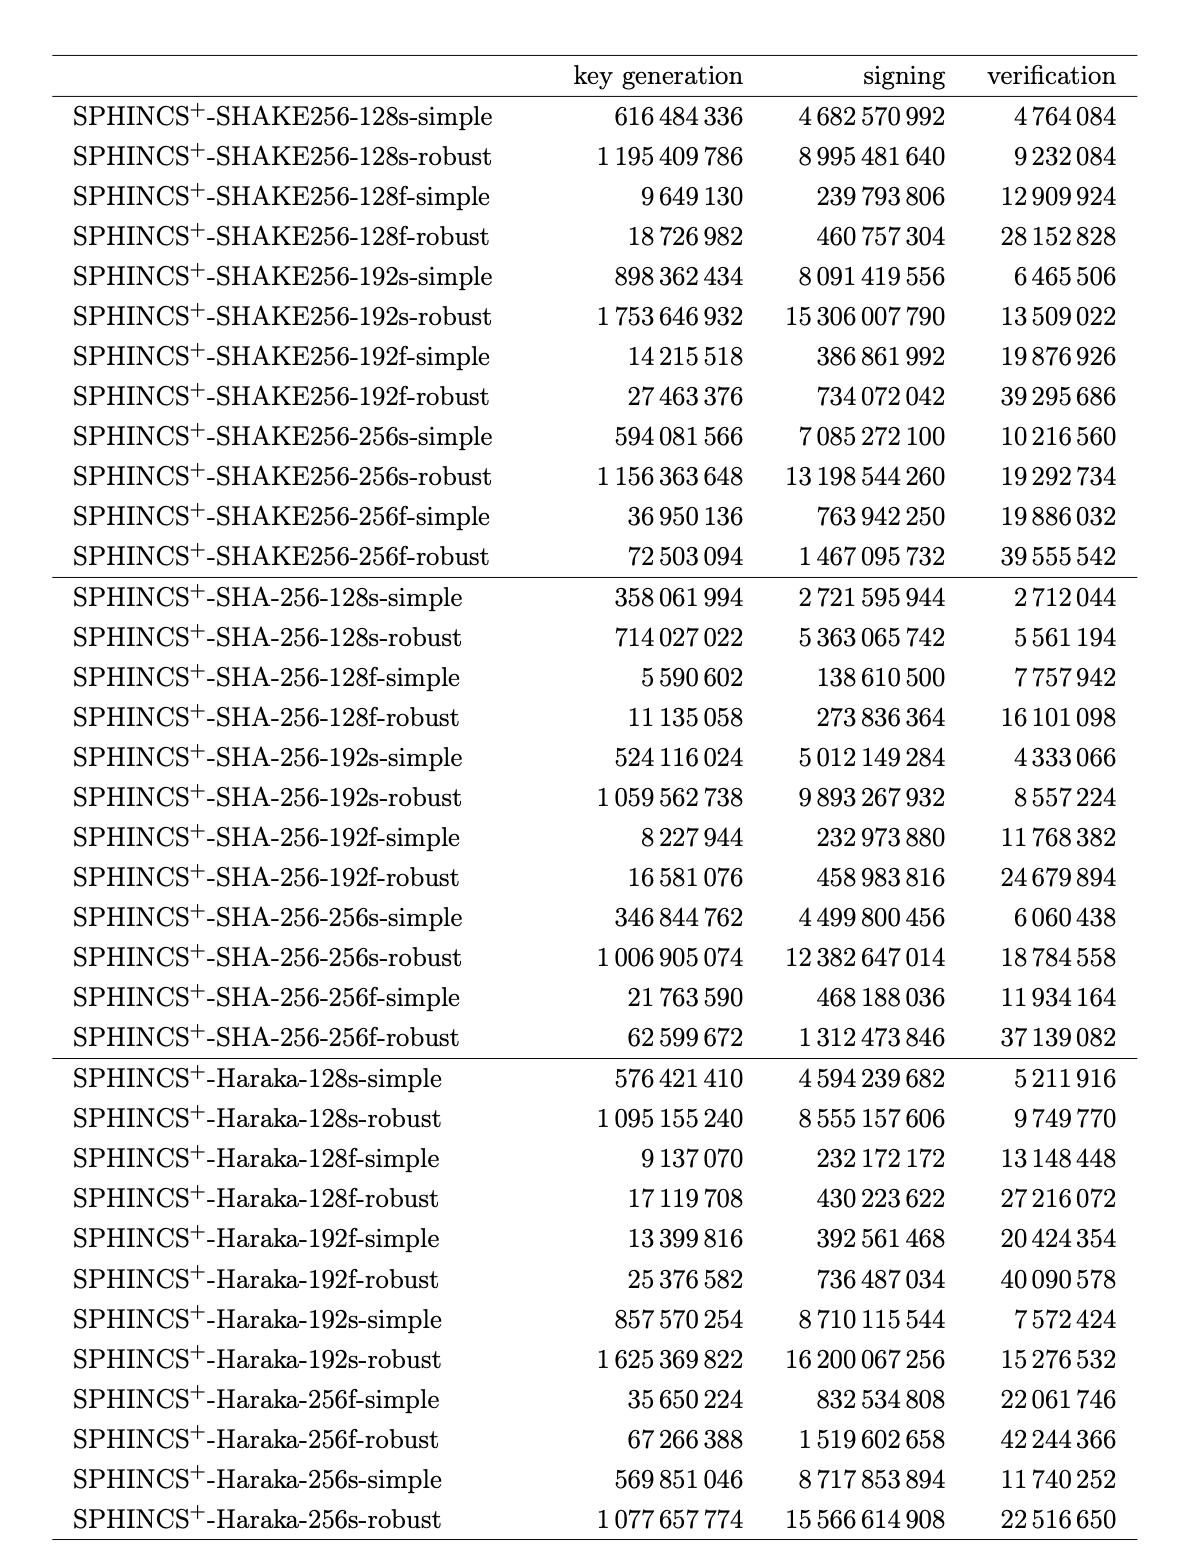 key generation signing verification
SPHINCS⁺-SHAKE256-128s-simple 616 484 336 4 682 570 992 4 764 084
SPHINCS⁺-SHAKE256-128s-robust 1 195 409 786 8 995 481 640 9 232 084
SPHINCS⁺-SHAKE256-128f-simple 9 649 130 239 793 806 12 909 924
SPHINCS⁺-SHAKE256-128f-robust 18 726 982 460 757 304 28 152 828
SPHINCS⁺-SHAKE256-192s-simple 898 362 434 8 091 419 556 6 465 506
SPHINCS⁺-SHAKE256-192s-robust 1 753 646 932 15 306 007 790 13 509 022
SPHINCS⁺-SHAKE256-192f-simple 14 215 518 386 861 992 19 876 926
SPHINCS⁺-SHAKE256-192f-robust 27 463 376 734 072 042 39 295 686
SPHINCS⁺-SHAKE256-256s-simple 594 081 566 7 085 272 100 10 216 560
SPHINCS⁺-SHAKE256-256s-robust 1 156 363 648 13 198 544 260 19 292 734
SPHINCS⁺-SHAKE256-256f-simple 36 950 136 763 942 250 19 886 032
SPHINCS⁺-SHAKE256-256f-robust 72 503 094 1 467 095 732 39 555 542
SPHINCS⁺-SHA-256-128s-simple 358 061 994 2 721 595 944 2 712 044
SPHINCS⁺-SHA-256-128s-robust 714 027 022 5 363 065 742 5 561 194
SPHINCS⁺-SHA-256-128f-simple 5 590 602 138 610 500 7 757 942
SPHINCS⁺-SHA-256-128f-robust 11 135 058 273 836 364 16 101 098
SPHINCS⁺-SHA-256-192s-simple 524 116 024 5 012 149 284 4 333 066
SPHINCS⁺-SHA-256-192s-robust 1 059 562 738 9 893 267 932 8 557 224
SPHINCS⁺-SHA-256-192f-simple 8 227 944 232 973 880 11 768 382
SPHINCS⁺-SHA-256-192f-robust 16 581 076 458 983 816 24 679 894
SPHINCS⁺-SHA-256-256s-simple 346 844 762 4 499 800 456 6 060 438
SPHINCS⁺-SHA-256-256s-robust 1 006 905 074 12 382 647 014 18 784 558
SPHINCS⁺-SHA-256-256f-simple 21 763 590 468 188 036 11 934 164
SPHINCS⁺-SHA-256-256f-robust 62 599 672 1 312 473 846 37 139 082
SPHINCS⁺-Haraka-128s-simple 576 421 410 4 594 239 682 5 211 916
SPHINCS⁺-Haraka-128s-robust 1 095 155 240 8 555 157 606 9 749 770
SPHINCS⁺-Haraka-128f-simple 9 137 070 232 172 172 13 148 448
SPHINCS⁺-Haraka-128f-robust 17 119 708 430 223 622 27 216 072
SPHINCS⁺-Haraka-192f-simple 13 399 816 392 561 468 20 424 354
SPHINCS⁺-Haraka-192f-robust 25 376 582 736 487 034 40 090 578
SPHINCS⁺-Haraka-192s-simple 857 570 254 8 710 115 544 7 572 424
SPHINCS⁺-Haraka-192s-robust 1 625 369 822 16 200 067 256 15 276 532
SPHINCS⁺-Haraka-256f-simple 35 650 224 832 534 808 22 061 746
SPHINCS⁺-Haraka-256f-robust 67 266 388 1 519 602 658 42 244 366
SPHINCS⁺-Haraka-256s-simple 569 851 046 8 717 853 894 11 740 252
SPHINCS⁺-Haraka-256s-robust 1 077 657 774 15 566 614 908 22 516 650